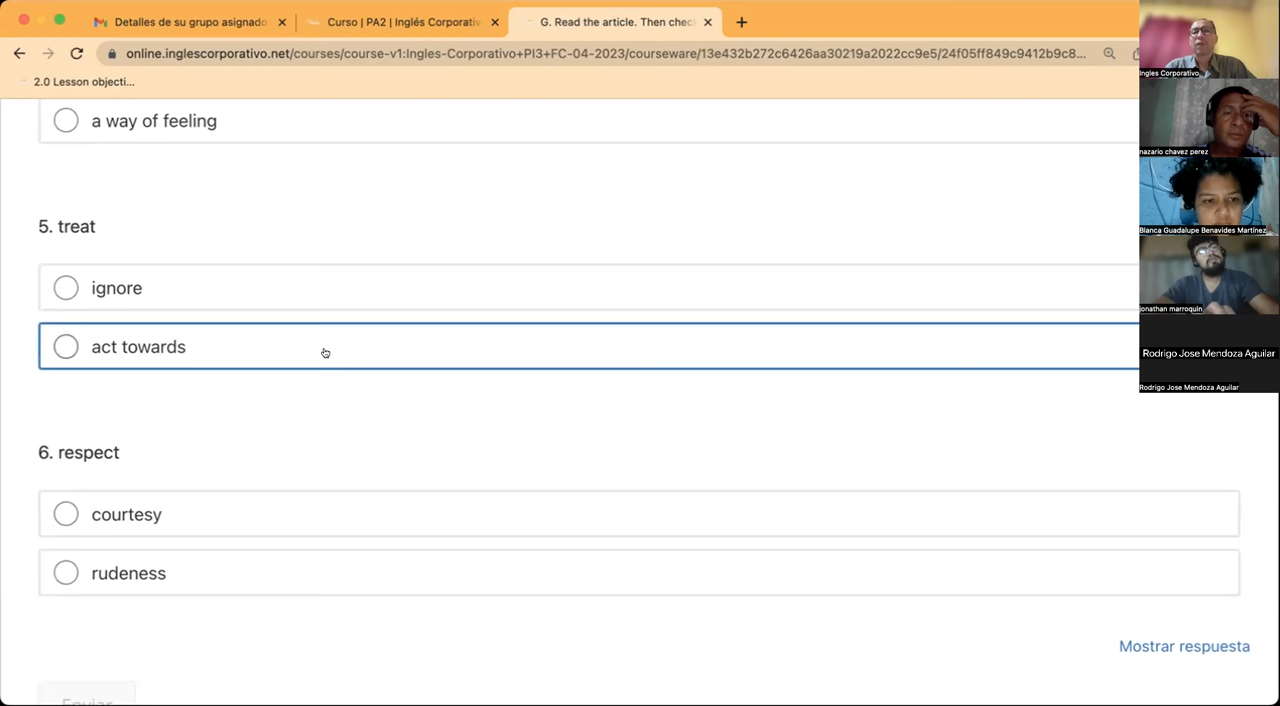 Detalles de su grupo asignado
Curso | PA2 | Inglés Corporativ
G. Read the article. Then chec
online.inglescorporativo.net/courses/course-v1:Ingles-Corporativo+PI3+FC-04-2023/courseware/13e432b272c6426aa30219a2022cc9e5/24f05ff849c9412b9c8...
2.0 Lesson objecti...
a way of feeling
5. treat
ignore
act towards
6. respect
courtesy
rudeness
Mostrar respuesta
Enviar
Ingles Corporativo
nazario chavez perez
Blanca Guadalupe Benavides Martínez
jonathan marroquin
Rodrigo Jose Mendoza Aguilar
Rodrigo Jose Mendoza Aguilar